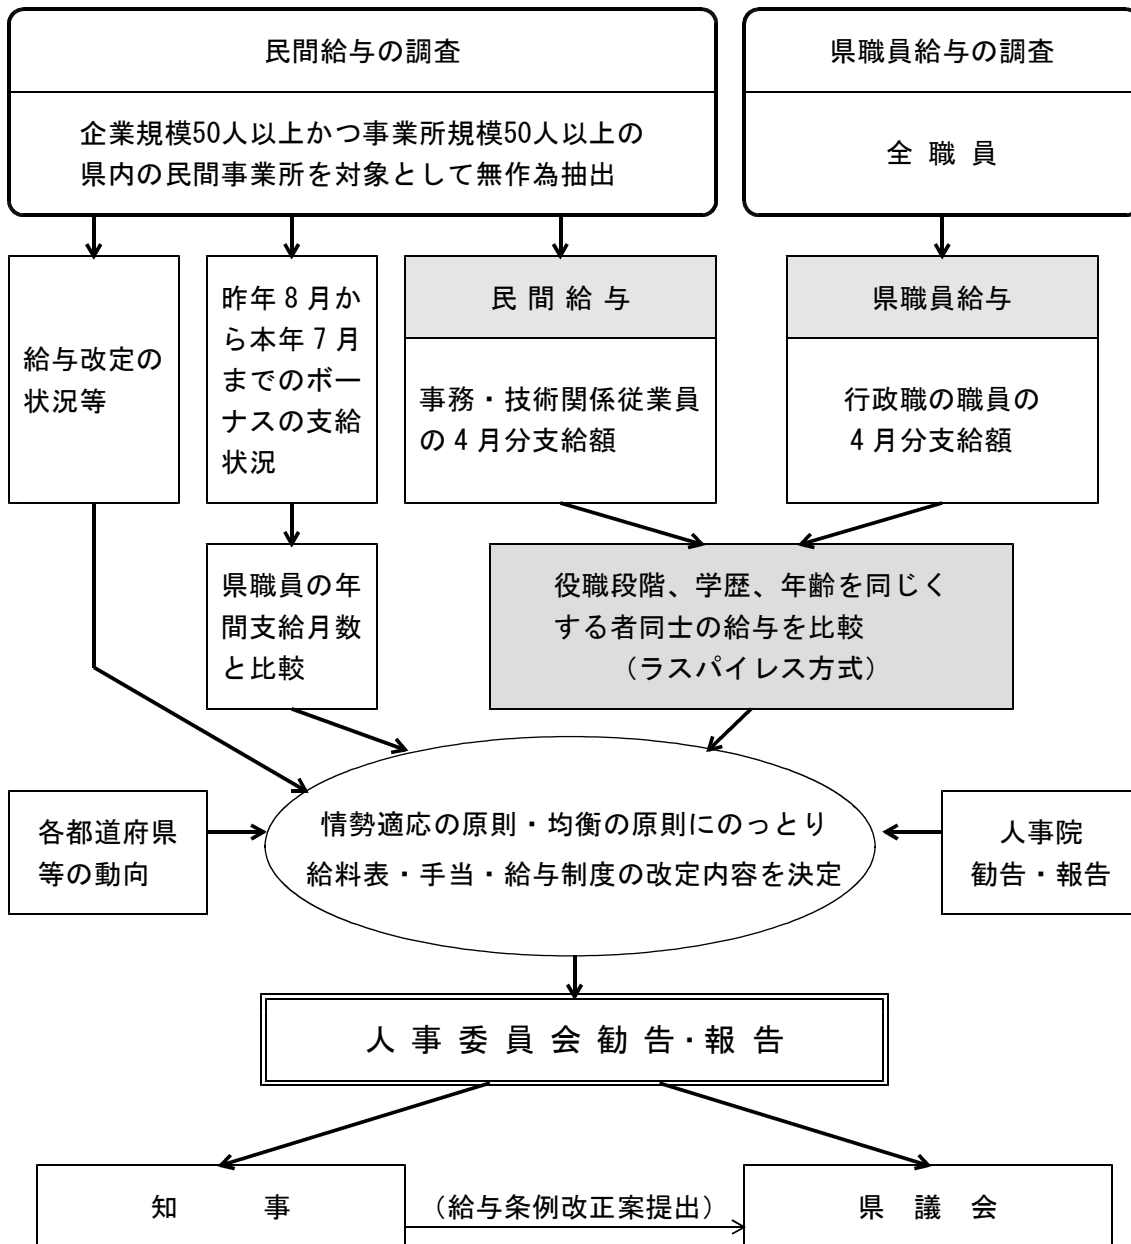 民間給与の調査
県職員給与の調査
企業規模50人以上かつ事業所規模50人以上の
県内の民間事業所を対象として無作為抽出
全職員
給与改定の
状況等
昨年8月か
ら本年7月
までのボー
ナスの支給
状況
民間給与
事務・技術関係従業員
の4月分支給額
県職員給与
行政職の職員の
4月分支給額
県職員の年
間支給月数
と比較
役職段階、学歴、年齢を同じく
する者同士の給与を比較
（ラスパイレス方式）
各都道府県
等の動向
情勢適応の原則・均衡の原則にのっとり
給料表・手当・給与制度の改定内容を決定
人事院
勧告・報告
人事委員会勧告・報告
知事
（給与条例改正案提出）
県議会